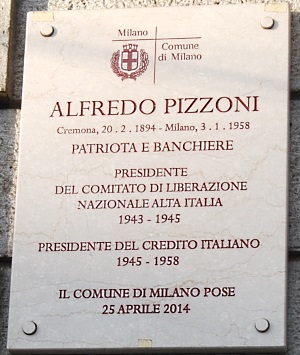 Milano
Comune
di Milano
ALFREDO PIZZONI
Cremona, 20 . 2 . 1894 - Milano, 3 . 1 . 1958
PATRIOTA E BANCHIERE
PRESIDENTE
DEL COMITATO DI LIBERAZIONE
NAZIONALE ALTA ITALIA
1943 - 1945
PRESIDENTE DEL CREDITO ITALIANO
1945 - 1958
IL COMUNE DI MILANO POSE
25 APRILE 2014